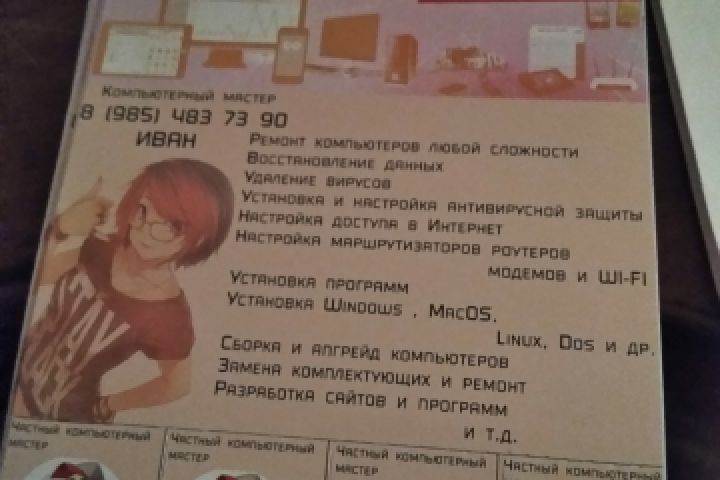 Компьютерный мастер
8 (985) 483 73 90
ИВАН
Ремонт компьютеров любой сложности
Восстановление данных
Удаление вирусов
Установка и настройка антивирусной защиты
Настройка доступа в Интернет
Настройка маршрутизаторов роутеров
модемов и WI-FI
Установка программ
Установка Windows , MacOS,
Linux, Dos и др.
Сборка и апгрейд компьютеров
Замена комплектующих и ремонт
Разработка сайтов и программ
и т.д.
STAY
Частный компьютерный
мастер
Частный компьютерный
мастер
Частный компьютерный
мастер
Частный компьютерный